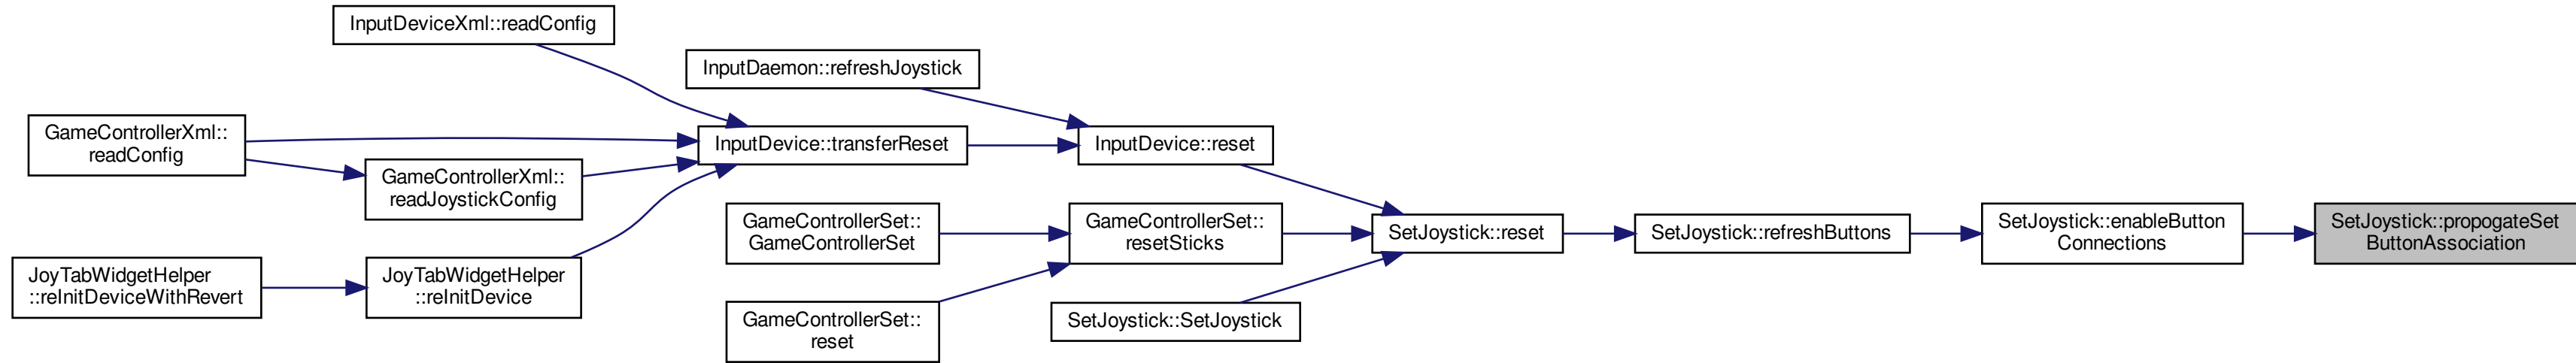 InputDeviceXml::readConfig
InputDaemon::refreshJoystick
GameControllerXml::
readConfig
InputDevice::transferReset
InputDevice::reset
GameControllerXml::
readJoystickConfig
GameControllerSet::
GameControllerSet
GameControllerSet::
resetSticks
SetJoystick::reset
SetJoystick::refreshButtons
SetJoystick::enableButton
Connections
SetJoystick::propogateSet
ButtonAssociation
JoyTabWidgetHelper
::reInitDeviceWithRevert
JoyTabWidgetHelper
::reInitDevice
GameControllerSet::
reset
SetJoystick::SetJoystick